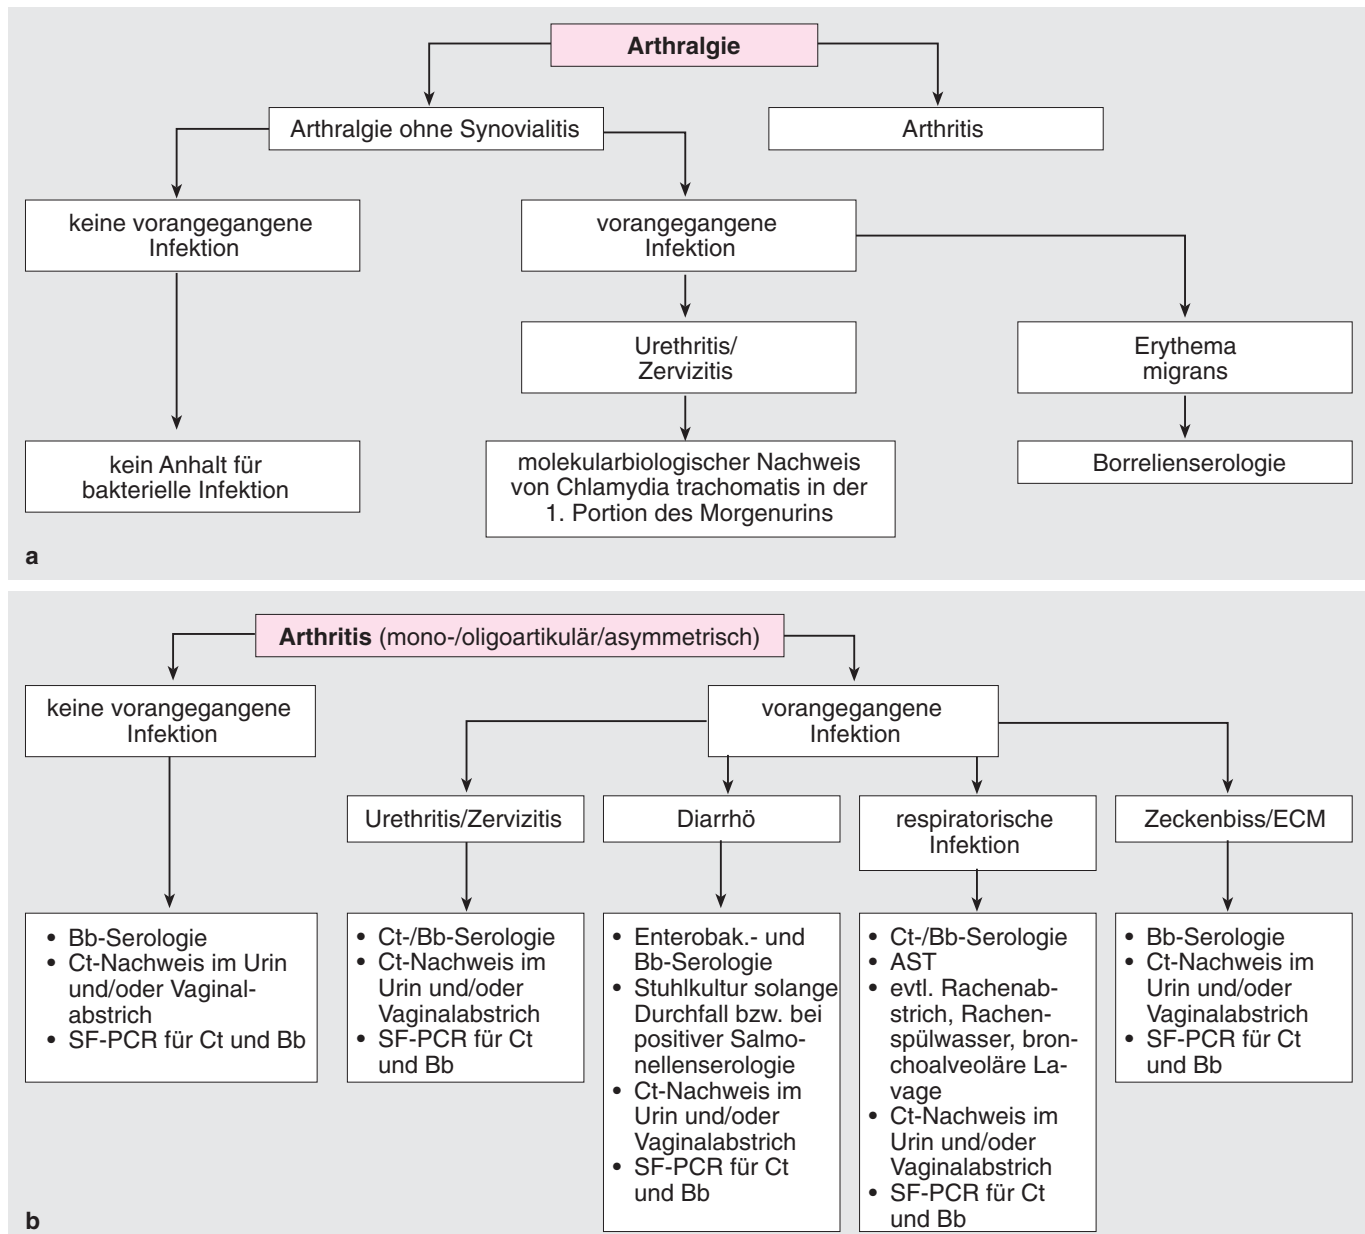 Arthralgie
Arthralgie ohne Synovialitis
Arthritis
keine vorangegangene
Infektion
vorangegangene
Infektion
Urethritis/
Zervizitis
Erythema
migrans
kein Anhalt für
bakterielle Infektion
molekularbiologischer Nachweis
von Chlamydia trachomatis in der
1. Portion des Morgenurins
Borrelienserologie
a
Arthritis (mono-/oligoartikulär/asymmetrisch)
keine vorangegangene
Infektion
vorangegangene
Infektion
Urethritis/Zervizitis
Diarrhö
respiratorische
Infektion
Zeckenbiss/ECM
• Bb-Serologie
• Ct-Nachweis im Urin
und/oder Vaginal-
abstrich
• SF-PCR für Ct und Bb
• Ct-/Bb-Serologie
• Ct-Nachweis im
Urin und/oder
Vaginalabstrich
• SF-PCR für Ct
und Bb
• Enterobak.- und
Bb-Serologie
• Stuhlkultur solange
Durchfall bzw. bei
positiver Salmo-
nellenserologie
• Ct-Nachweis im
Urin und/oder
Vaginalabstrich
• SF-PCR für Ct
und Bb
• Ct-/Bb-Serologie
• AST
• evtl. Rachenab-
strich, Rachen-
spülwasser, bron-
choalveoläre La-
vage
• Ct-Nachweis im
Urin und/oder
Vaginalabstrich
• SF-PCR für Ct
und Bb
• Bb-Serologie
• Ct-Nachweis im
Urin und/oder
Vaginalabstrich
• SF-PCR für Ct
und Bb
b